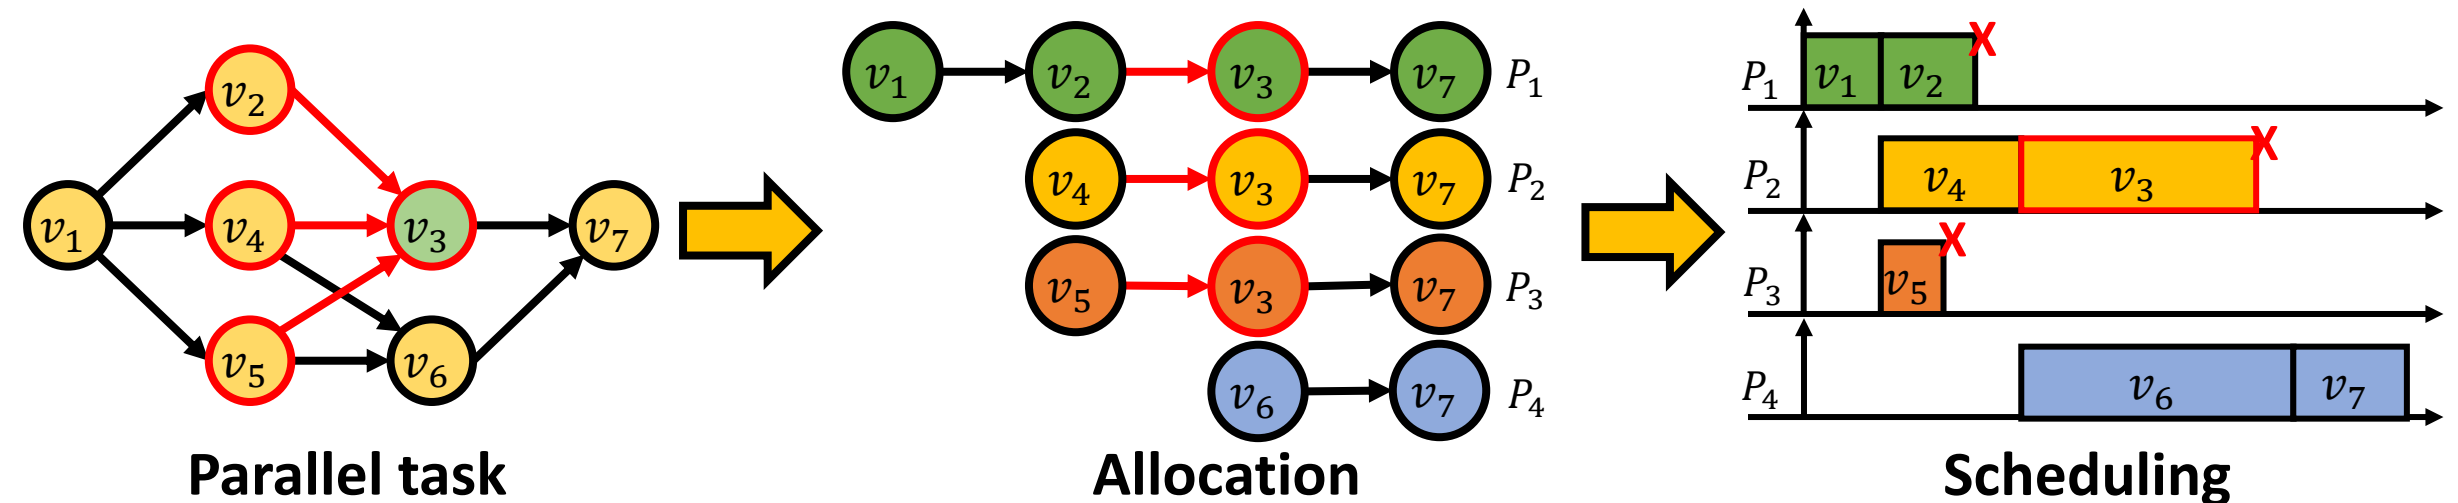 v₂
v₁ v₄ v₃ v₇
v₅ v₆
Parallel task
v₁ v₂ v₃ v₇ P₁
v₄ v₃ v₇ P₂
v₅ v₃ v₇ P₃
v₆ v₇ P₄
Allocation
P₁ v₁ v₂ X
P₂ v₄ v₃ X
P₃ v₅ X
P₄ v₆ v₇
Scheduling